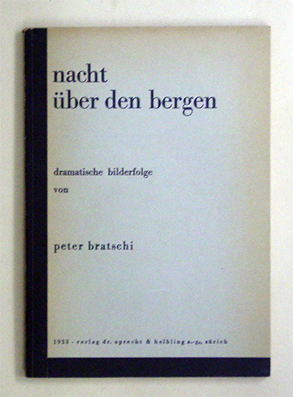 nacht
über den bergen
dramatische bilderfolge
von
peter bratschi
1933 - verlag dr. oprecht & helbling a.-g., zürich